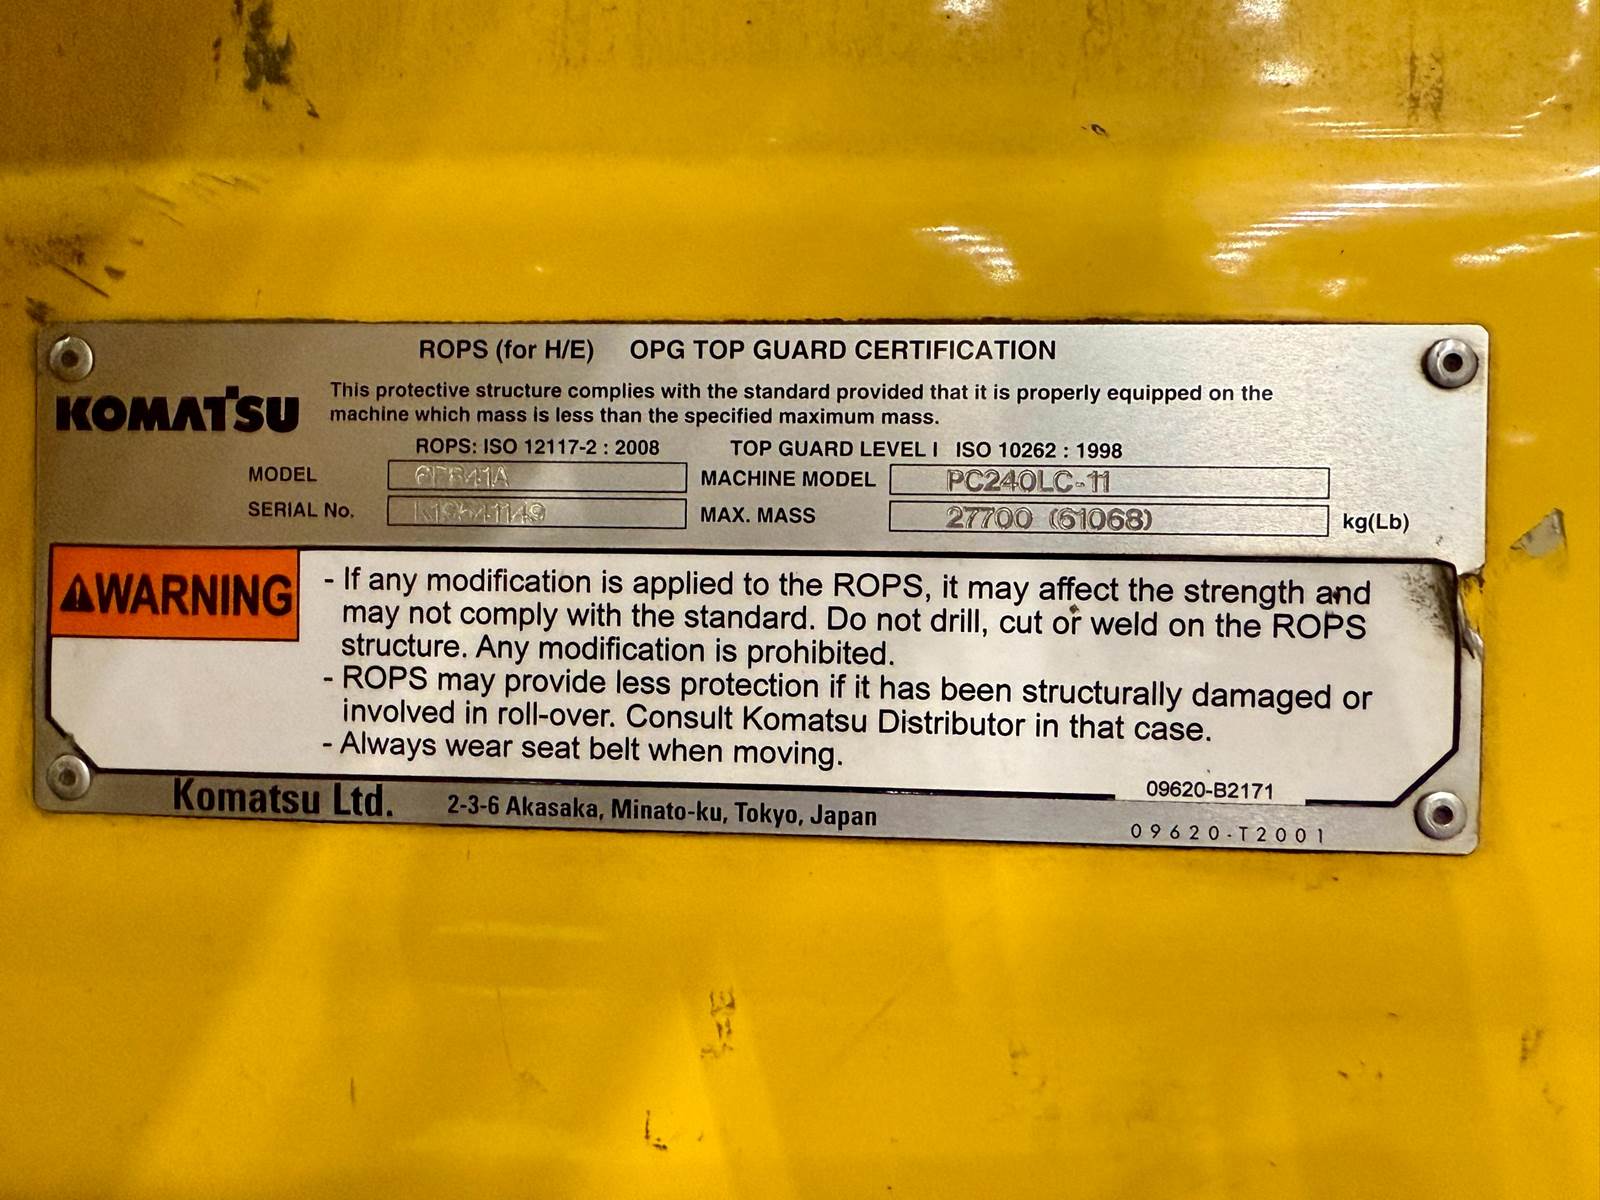 ROPS (for H/E) OPG TOP GUARD CERTIFICATION
KOMATSU
This protective structure complies with the standard provided that it is properly equipped on the
machine which mass is less than the specified maximum mass.
ROPS: ISO 12117-2 : 2008 TOP GUARD LEVEL I ISO 10262 : 1998
MODEL MACHINE MODEL PC240LC-11
SERIAL No. MAX. MASS 27700 (61068) kg(Lb)
WARNING
- If any modification is applied to the ROPS, it may affect the strength and
may not comply with the standard. Do not drill, cut or weld on the ROPS
structure. Any modification is prohibited.
- ROPS may provide less protection if it has been structurally damaged or
involved in roll-over. Consult Komatsu Distributor in that case.
- Always wear seat belt when moving.
09620-B2171
Komatsu Ltd. 2-3-6 Akasaka, Minato-ku, Tokyo, Japan
09620-T2001